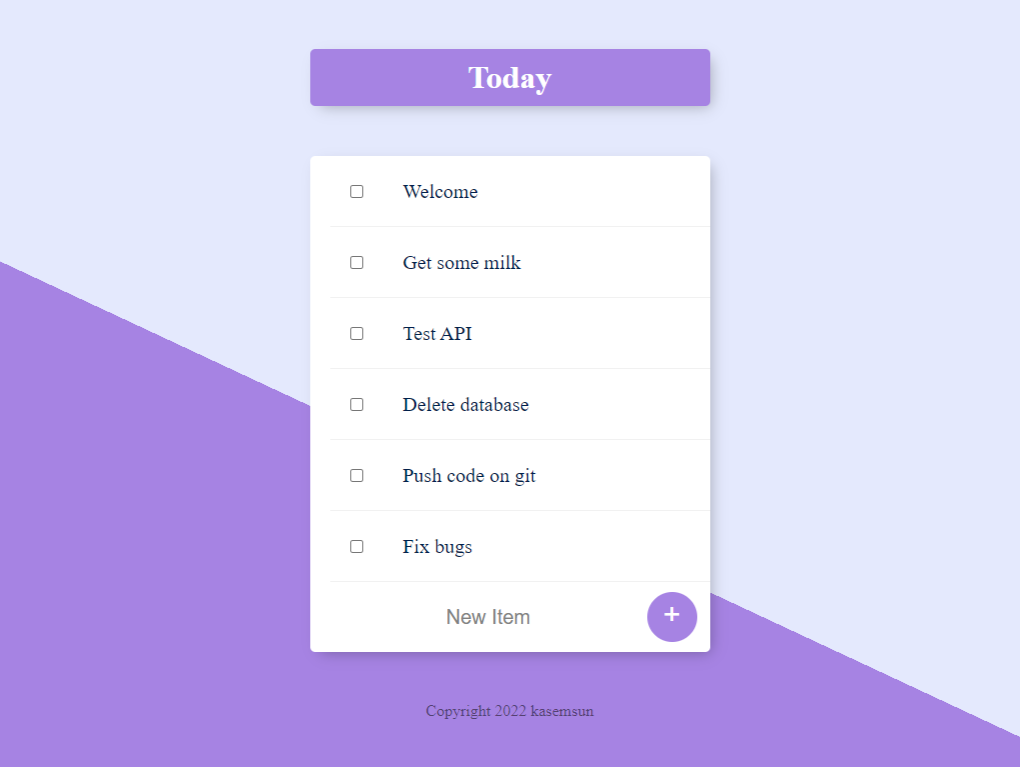 Today
Welcome
Get some milk
Test API
Delete database
Push code on git
Fix bugs
New Item
+
Copyright 2022 kasemsun